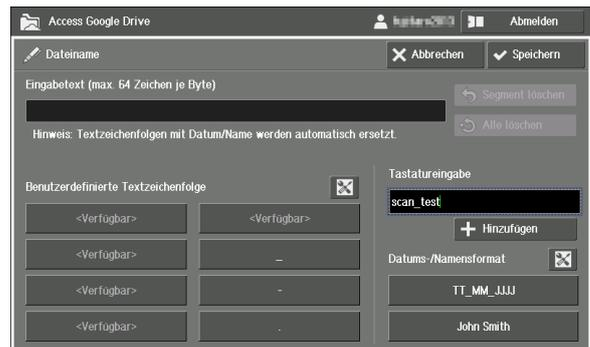 Access Google Drive
Abmelden
Dateiname
Abbrechen
Speichern
Eingabetext (max. 64 Zeichen je Byte)
Segment löschen
Alle löschen
Hinweis: Textzeichenfolgen mit Datum/Name werden automatisch ersetzt.
Tastatureingabe
Benutzerdefinierte Textzeichenfolge
scan_test
<Verfügbar>
<Verfügbar>
Hinzufügen
<Verfügbar>
_
Datums-/Namensformat
<Verfügbar>
-
TT_MM_JJJJ
<Verfügbar>
.
John Smith